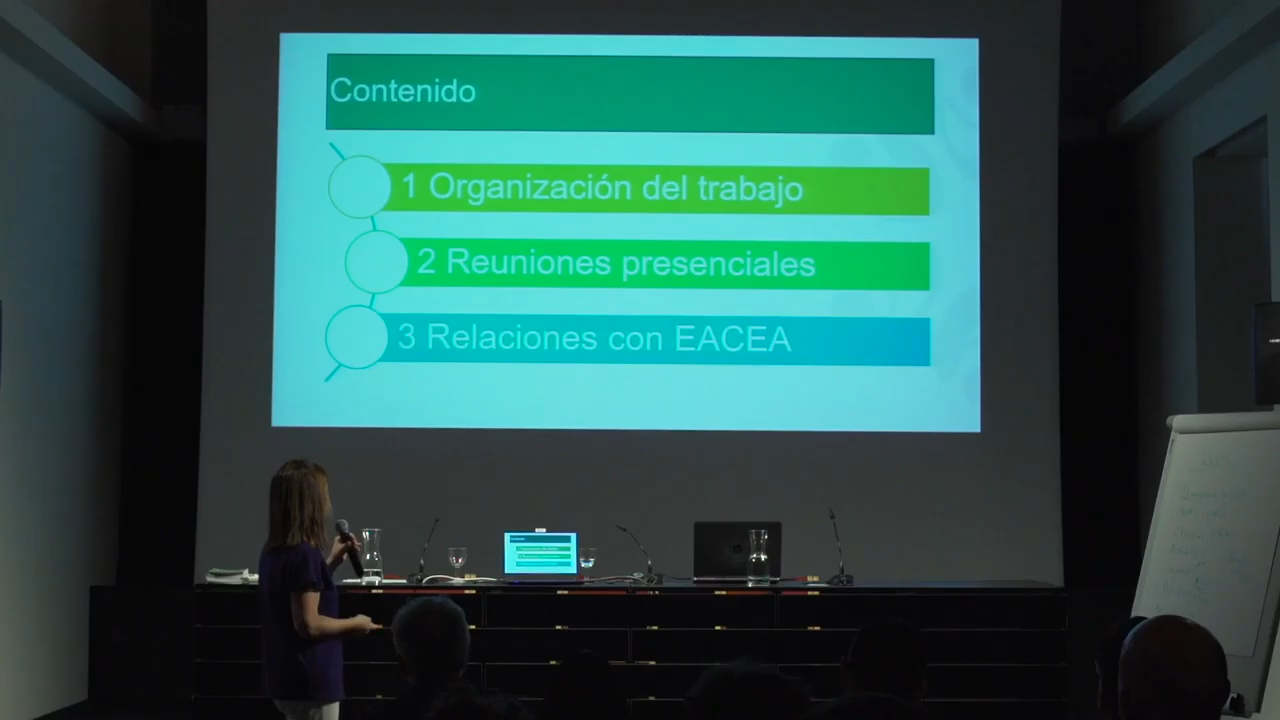 Contenido
1 Organización del trabajo
2 Reuniones presenciales
3 Relaciones con EACEA